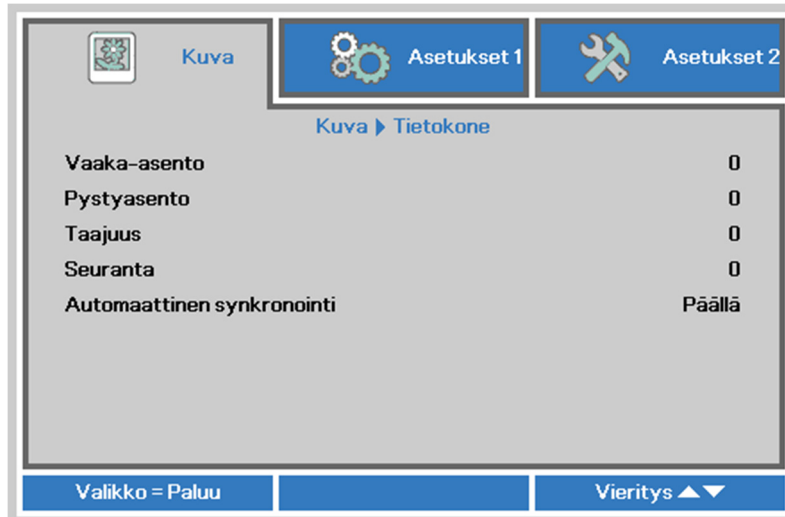 Kuva
Asetukset 1
Asetukset 2
Kuva ▶ Tietokone
Vaaka-asento 0
Pystyasento 0
Taajuus 0
Seuranta 0
Automaattinen synkronointi Päällä
Valikko = Paluu
Vieritys ▲▼